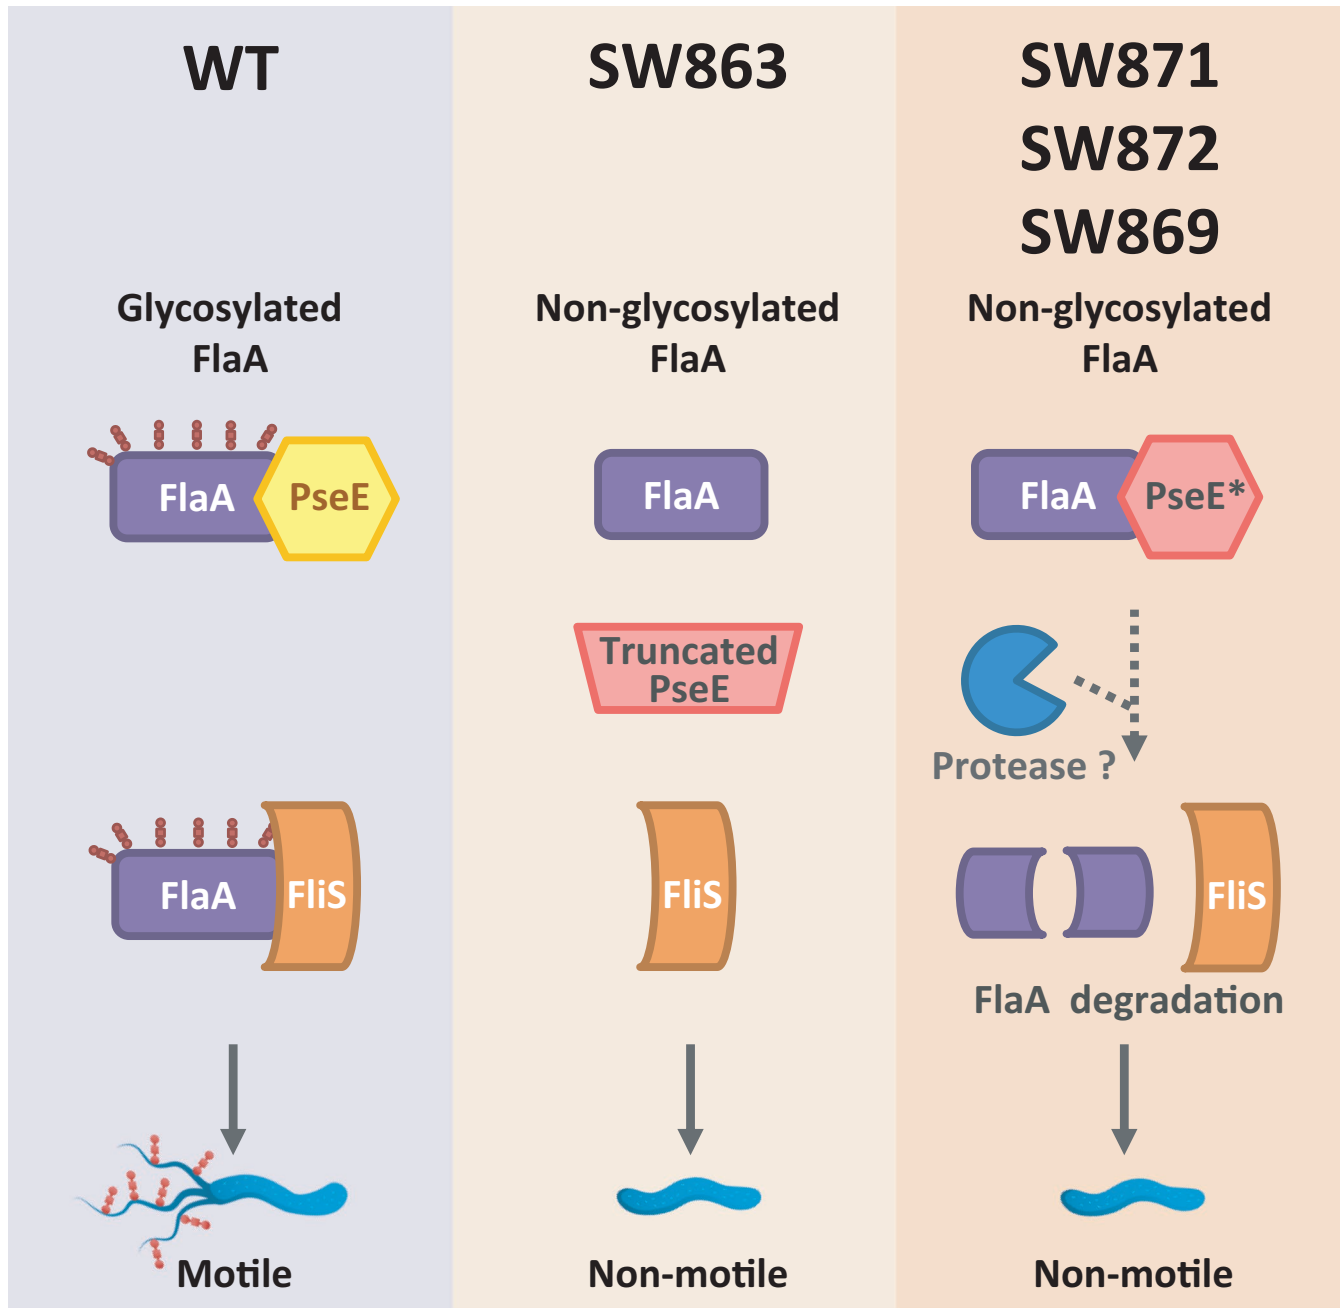 WT
Glycosylated
FlaA
FlaA
PseE
FlaA
FliS
Motile
SW863
Non-glycosylated
FlaA
FlaA
Truncated
PseE
FliS
Non-motile
SW871
SW872
SW869
Non-glycosylated
FlaA
FlaA
PseE*
Protease ?
FliS
FlaA degradation
Non-motile